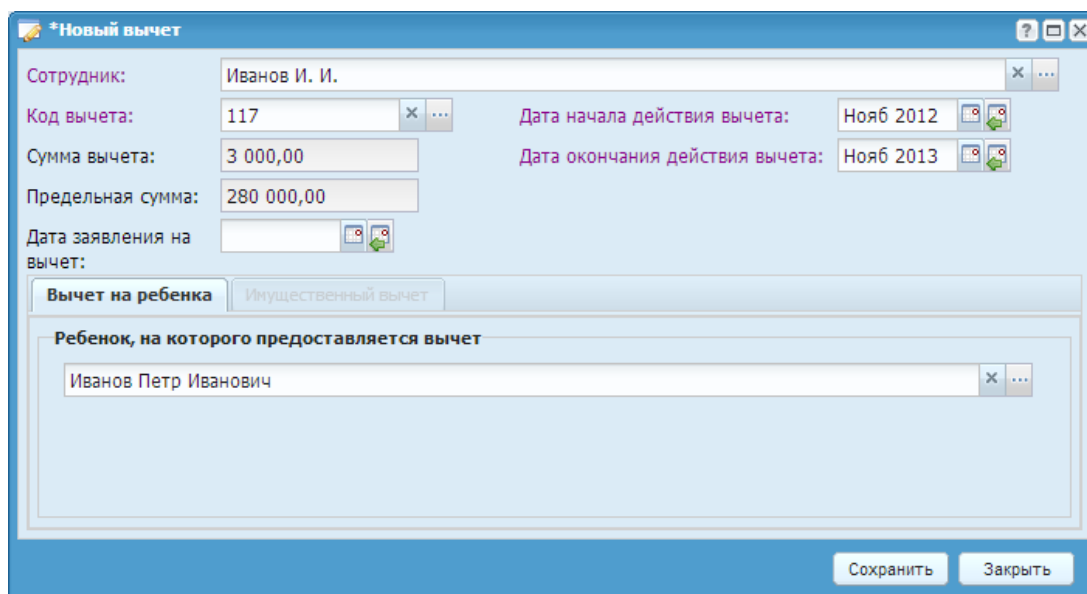 *Новый вычет
Сотрудник: Иванов И. И.
Код вычета: 117 Дата начала действия вычета: Нояб 2012
Сумма вычета: 3 000,00 Дата окончания действия вычета: Нояб 2013
Предельная сумма: 280 000,00
Дата заявления на
вычет:
Вычет на ребенка Имущественный вычет
Ребенок, на которого предоставляется вычет
Иванов Петр Иванович
Сохранить Закрыть